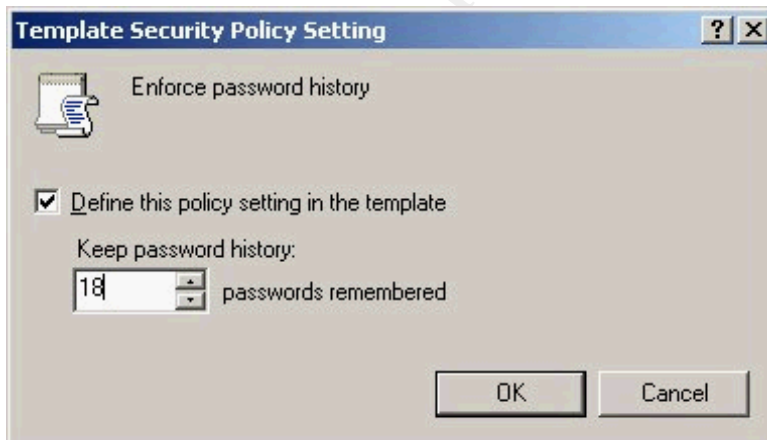 Template Security Policy Setting
Enforce password history
Define this policy setting in the template
Keep password history:
18 passwords remembered
OK Cancel